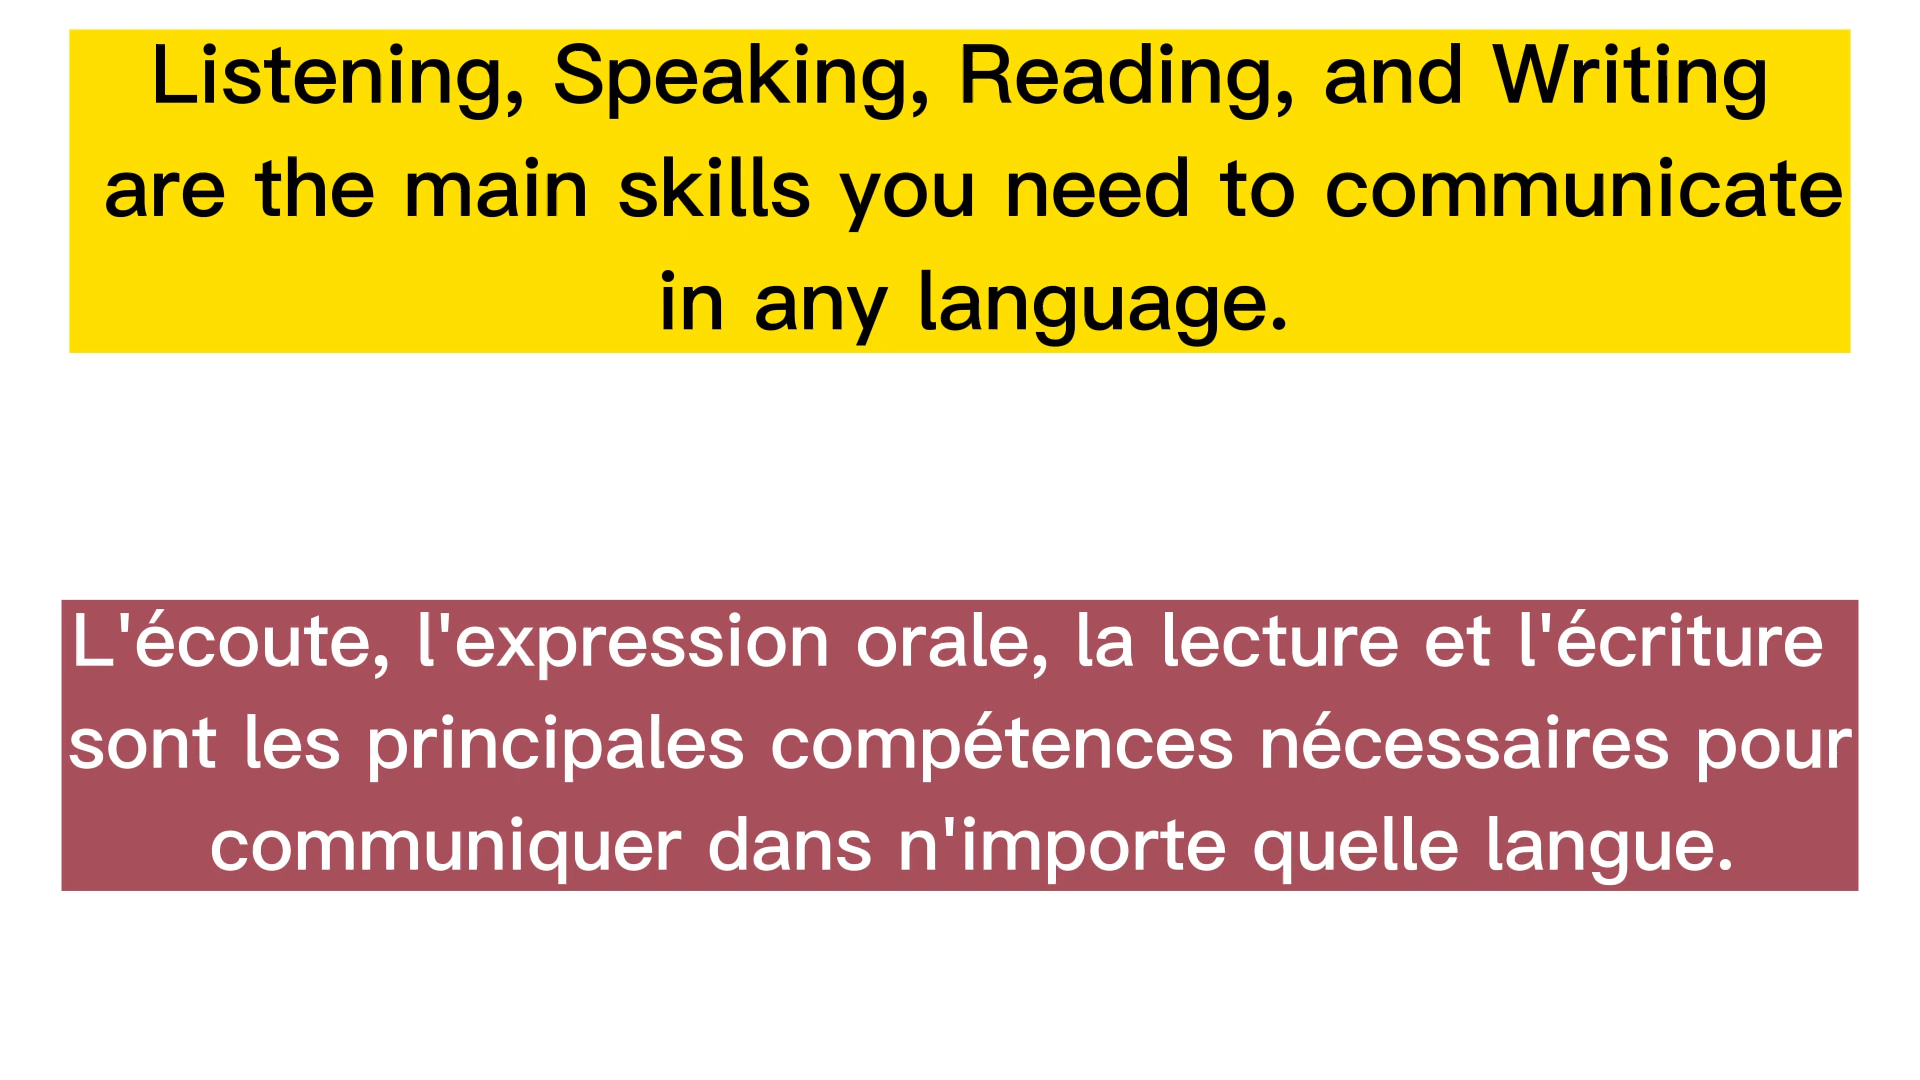 Listening, Speaking, Reading, and Writing
are the main skills you need to communicate
in any language.
L'écoute, l'expression orale, la lecture et l'écriture
sont les principales compétences nécessaires pour
communiquer dans n'importe quelle langue.